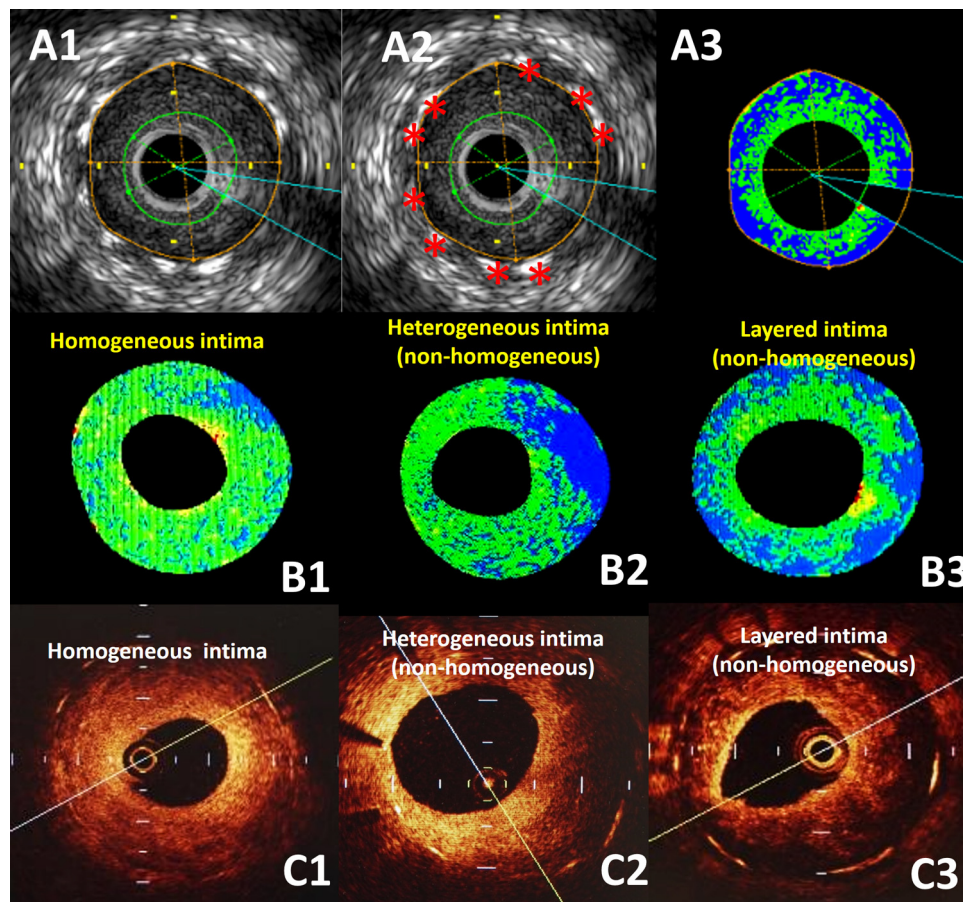 A1
A2
A3
Homogeneous intima
Heterogeneous intima
(non-homogeneous)
Layered intima
(non-homogeneous)
B1
B2
B3
Homogeneous intima
Heterogeneous intima
(non-homogeneous)
Layered intima
(non-homogeneous)
C1
C2
C3